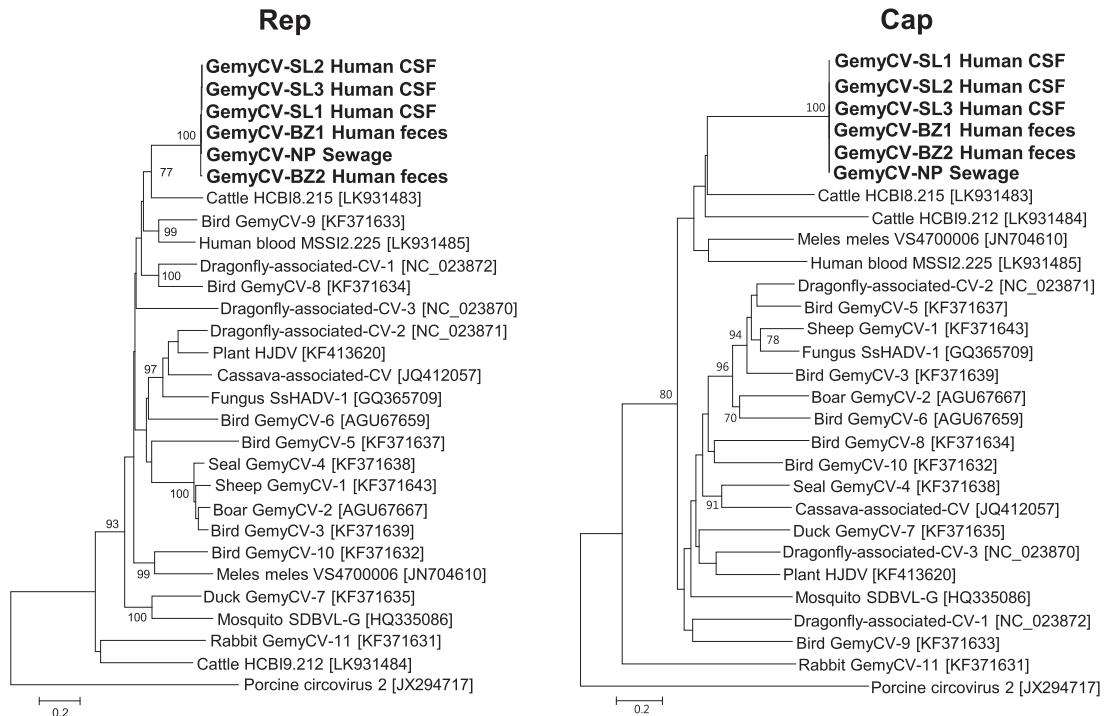 Rep
GemyCV-SL2 Human CSF
GemyCV-SL3 Human CSF
GemyCV-SL1 Human CSF
100
GemyCV-BZ1 Human feces
GemyCV-NP Sewage
77
GemyCV-BZ2 Human feces
Cattle HCBI8.215 [LK931483]
Bird GemyCV-9 [KF371633]
99
Human blood MSSI2.225 [LK931485]
Dragonfly-associated-CV-1 [NC_023872]
100
Bird GemyCV-8 [KF371634]
Dragonfly-associated-CV-3 [NC_023870]
Dragonfly-associated-CV-2 [NC_023871]
Plant HJDV [KF413620]
97
Cassava-associated-CV [JQ412057]
Fungus SsHADV-1 [GQ365709]
Bird GemyCV-6 [AGU67659]
Bird GemyCV-5 [KF371637]
Seal GemyCV-4 [KF371638]
Sheep GemyCV-1 [KF371643]
100
Boar GemyCV-2 [AGU67667]
93
Bird GemyCV-3 [KF371639]
Bird GemyCV-10 [KF371632]
99
Meles meles VS4700006 [JN704610]
Duck GemyCV-7 [KF371635]
100
Mosquito SDBVL-G [HQ335086]
Rabbit GemyCV-11 [KF371631]
Cattle HCBI9.212 [LK931484]
Porcine circovirus 2 [JX294717]
0.2
Cap
GemyCV-SL1 Human CSF
GemyCV-SL2 Human CSF
100
GemyCV-SL3 Human CSF
GemyCV-BZ1 Human feces
GemyCV-BZ2 Human feces
GemyCV-NP Sewage
Cattle HCBI8.215 [LK931483]
Cattle HCBI9.212 [LK931484]
Meles meles VS4700006 [JN704610]
Human blood MSSI2.225 [LK931485]
Dragonfly-associated-CV-2 [NC_023871]
Bird GemyCV-5 [KF371637]
Sheep GemyCV-1 [KF371643]
94
78
Fungus SsHADV-1 [GQ365709]
96
Bird GemyCV-3 [KF371639]
80
Boar GemyCV-2 [AGU67667]
70
Bird GemyCV-6 [AGU67659]
Bird GemyCV-8 [KF371634]
Bird GemyCV-10 [KF371632]
Seal GemyCV-4 [KF371638]
91
Cassava-associated-CV [JQ412057]
Duck GemyCV-7 [KF371635]
Dragonfly-associated-CV-3 [NC_023870]
Plant HJDV [KF413620]
Mosquito SDBVL-G [HQ335086]
Dragonfly-associated-CV-1 [NC_023872]
Bird GemyCV-9 [KF371633]
Rabbit GemyCV-11 [KF371631]
Porcine circovirus 2 [JX294717]
0.2